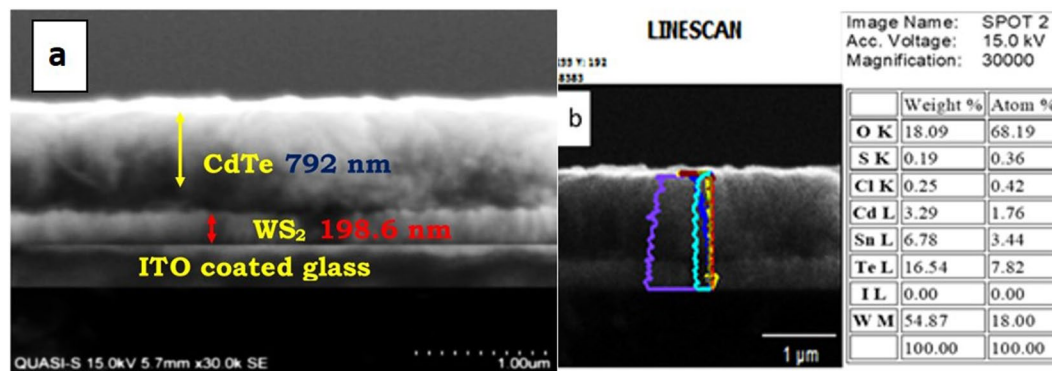 a
CdTe 792 nm
WS2 198.6 nm
ITO coated glass
QUASI-S 15.0kV 5.7mm x30.0k SE
1.00um
LINESCAN
192
8383
b
1 µm
Image Name: SPOT 2
Acc. Voltage: 15.0 kV
Magnification: 30000
Weight % Atom %
O K 18.09 68.19
S K 0.19 0.36
Cl K 0.25 0.42
Cd L 3.29 1.76
Sn L 6.78 3.44
Te L 16.54 7.82
I L 0.00 0.00
W M 54.87 18.00
100.00 100.00